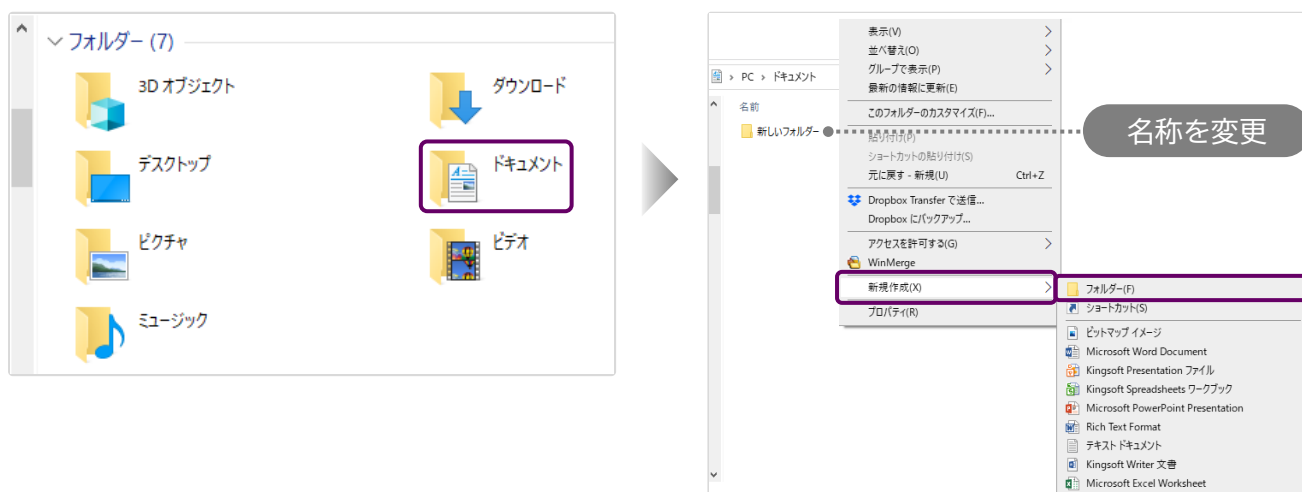 フォルダー (7)
3D オブジェクト
ダウンロード
デスクトップ
ドキュメント
ピクチャ
ビデオ
ミュージック
PC › ドキュメント
名前
新しいフォルダー
表示(V)
並べ替え(O)
グループで表示(P)
最新の情報に更新(E)
このフォルダーのカスタマイズ(F)...
貼り付け(P)
ショートカットの貼り付け(S)
元に戻す - 新規(U) Ctrl+Z
Dropbox Transfer で送信...
Dropbox にバックアップ...
アクセスを許可する(G)
WinMerge
新規作成(X)
プロパティ(R)
名称を変更
フォルダー(F)
ショートカット(S)
ビットマップ イメージ
Microsoft Word Document
Kingsoft Presentation ファイル
Kingsoft Spreadsheets ワークブック
Microsoft PowerPoint Presentation
Rich Text Format
テキスト ドキュメント
Kingsoft Writer 文書
Microsoft Excel Worksheet